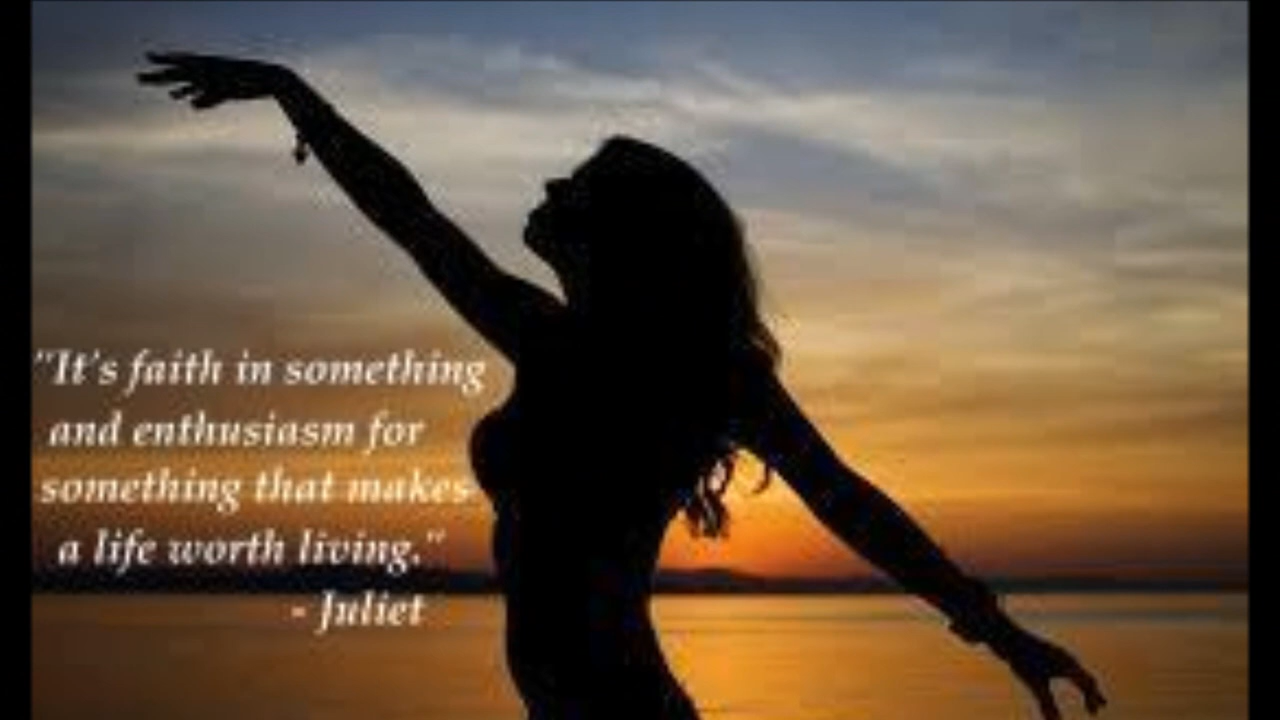 "It's faith in something
and enthusiasm for
something that makes
a life worth living."
- Juliet